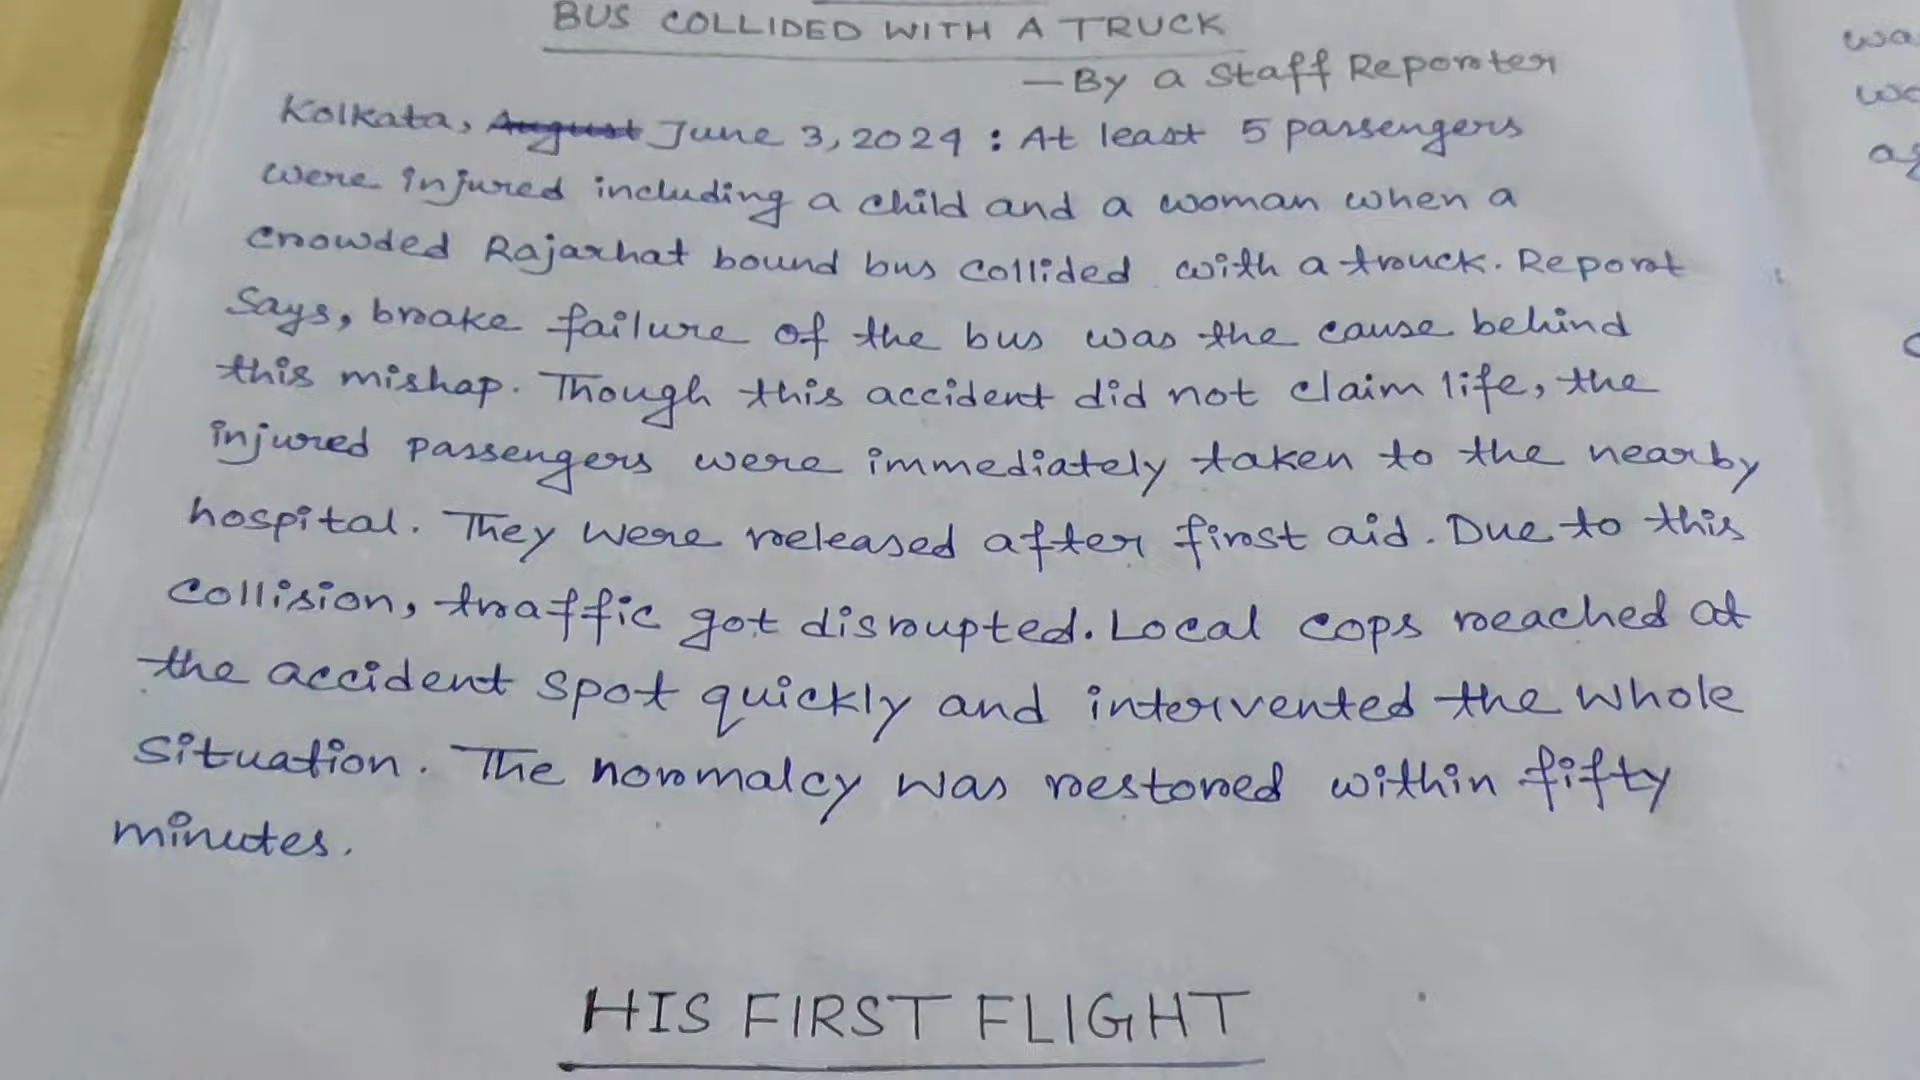 BUS COLLIDED WITH A TRUCK
—By a Staff Reporter
Kolkata, August June 3, 2024 : At least 5 passengers
were injured including a child and a woman when a
crowded Rajarhat bound bus collided with a truck. Report
Says, brake failure of the bus was the cause behind
this mishap. Though this accident did not claim life, the
injured passengers were immediately taken to the nearby
hospital. They were released after first aid. Due to this
collision, traffic got disrupted. Local cops reached at
the accident spot quickly and intervented the whole
situation. The normalcy was restored within fifty
minutes.
HIS FIRST FLIGHT